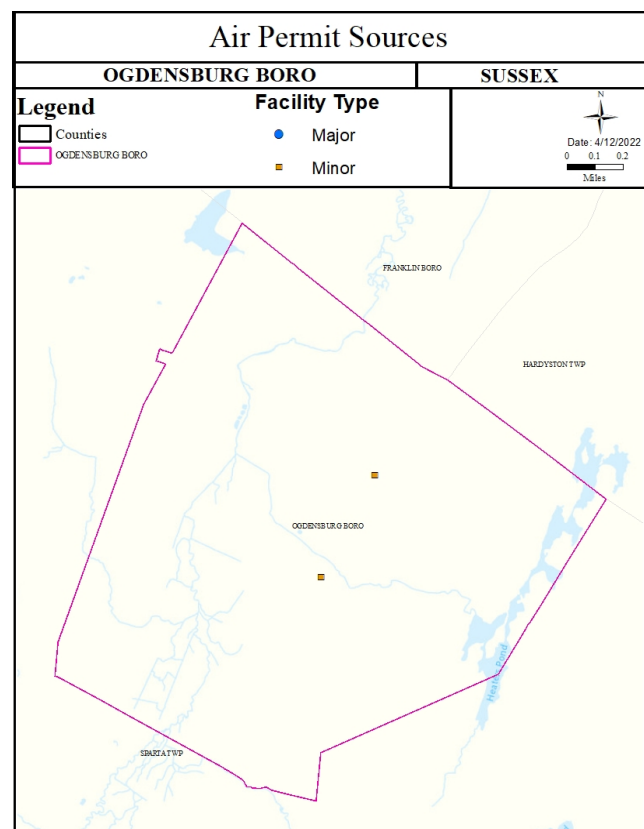 Air Permit Sources
OGDENSBURG BORO
SUSSEX
Legend
Counties
OGDENSBURG BORO
Facility Type
Major
Minor
N
Date: 4/12/2022
0 0.1 0.2
Miles
FRANKLIN BORO
HARDYSTON TWP
OGDENSBURG BORO
Heaters Pond
SPARTA TWP